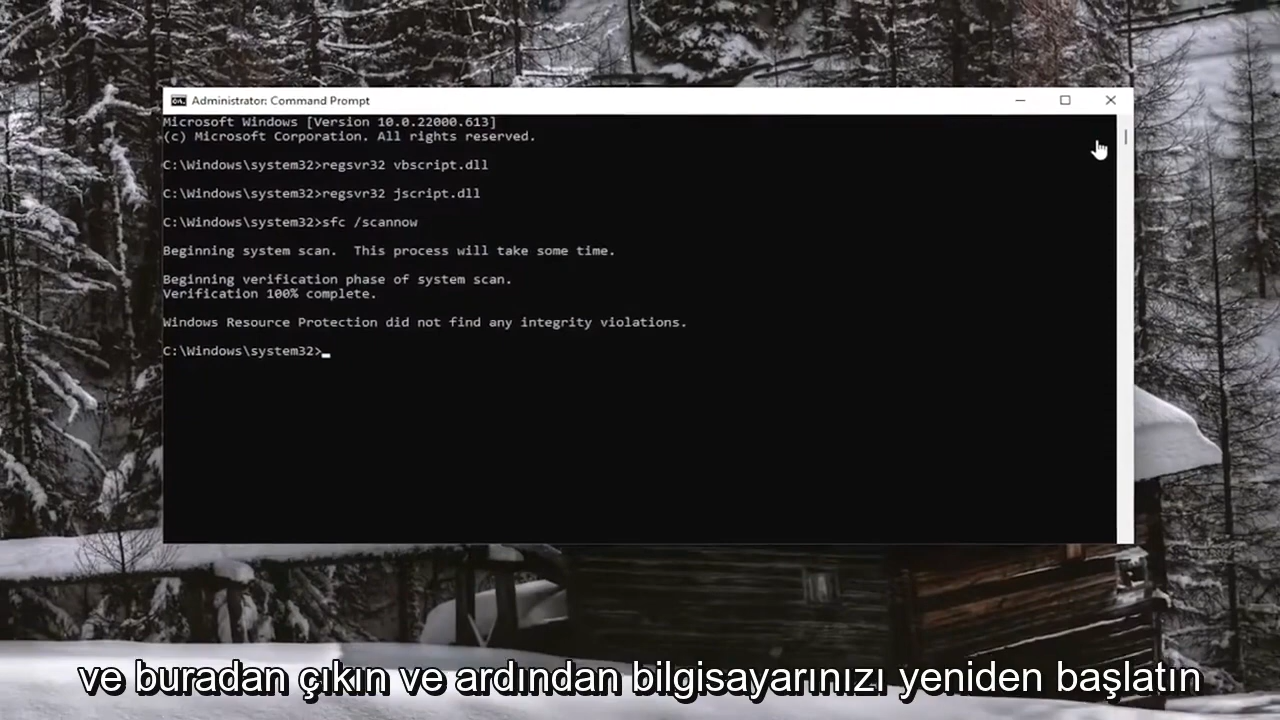 Administrator: Command Prompt
Microsoft Windows [Version 10.0.22000.613]
(c) Microsoft Corporation. All rights reserved.
C:\Windows\system32>regsvr32 vbscript.dll
C:\Windows\system32>regsvr32 jscript.dll
C:\Windows\system32>sfc /scannow
Beginning system scan.  This process will take some time.
Beginning verification phase of system scan.
Verification 100% complete.
Windows Resource Protection did not find any integrity violations.
C:\Windows\system32>
ve buradan çıkın ve ardından bilgisayarınızı yeniden başlatın